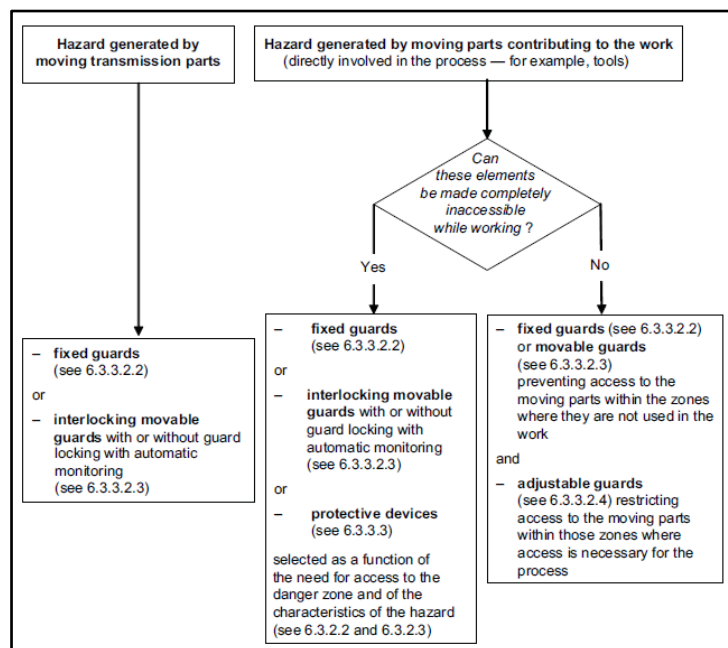 Hazard generated by
moving transmission parts
Hazard generated by moving parts contributing to the work
(directly involved in the process — for example, tools)
Can
these elements
be made completely
inaccessible
while working ?
Yes
No
– fixed guards
(see 6.3.3.2.2)
or
– interlocking movable
guards with or without guard
locking with automatic
monitoring
(see 6.3.3.2.3)
– fixed guards
(see 6.3.3.2.2)
or
– interlocking movable
guards with or without
guard locking with
automatic monitoring
(see 6.3.3.2.3)
or
– protective devices
(see 6.3.3.3)
selected as a function of
the need for access to the
danger zone and of the
characteristics of the hazard
(see 6.3.2.2 and 6.3.2.3)
– fixed guards (see 6.3.3.2.2)
or movable guards
(see 6.3.3.2.3)
preventing access to the
moving parts within the zones
where they are not used in the
work
and
– adjustable guards
(see 6.3.3.2.4) restricting
access to the moving parts
within those zones where
access is necessary for the
process